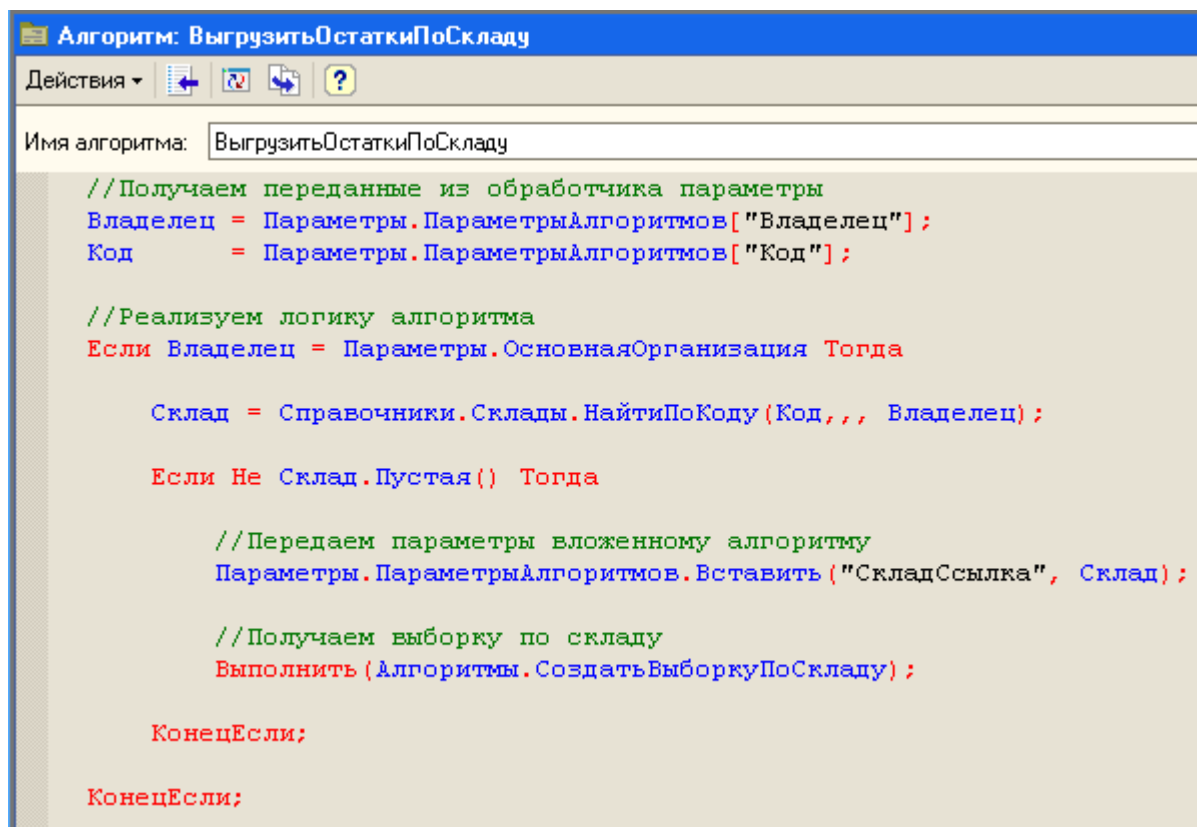 Алгоритм: ВыгрузитьОстаткиПоСкладу
Действия
?
Имя алгоритма: ВыгрузитьОстаткиПоСкладу
//Получаем переданные из обработчика параметры
Владелец = Параметры.ПараметрыАлгоритмов["Владелец"];
Код = Параметры.ПараметрыАлгоритмов["Код"];
//Реализуем логику алгоритма
Если Владелец = Параметры.ОсновнаяОрганизация Тогда
Склад = Справочники.Склады.НайтиПоКоду(Код,,, Владелец);
Если Не Склад.Пустая() Тогда
//Передаем параметры вложенному алгоритму
Параметры.ПараметрыАлгоритмов.Вставить("СкладСсылка", Склад);
//Получаем выборку по складу
Выполнить(Алгоритмы.СоздатьВыборкуПоСкладу);
КонецЕсли;
КонецЕсли;